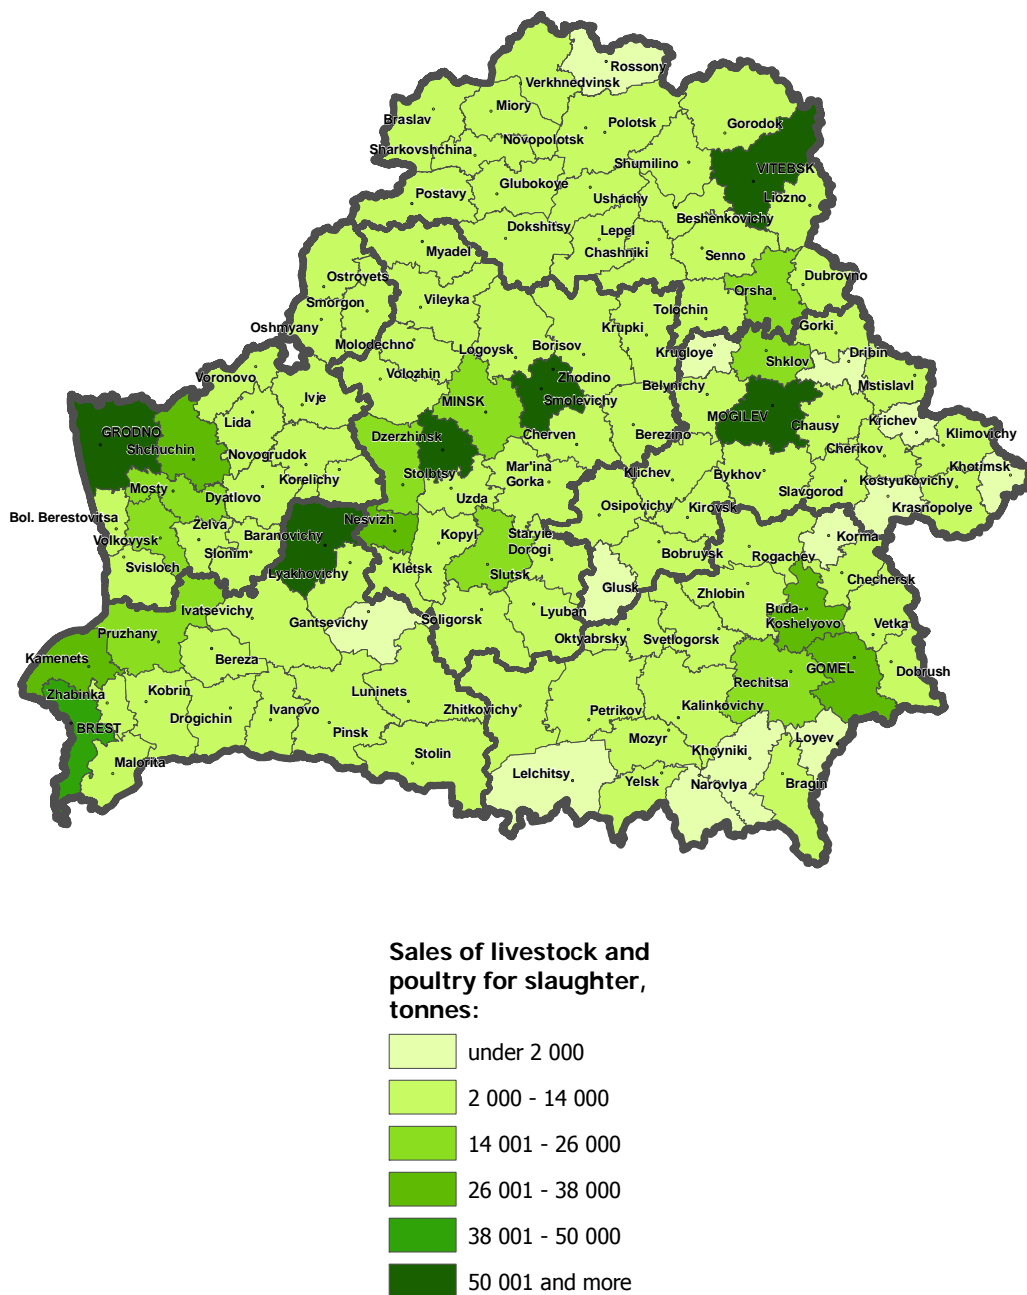 Rossony
Verkhnedvinsk
Miory
Braslav
Polotsk
Gorodok
Novopolotsk
Sharkovshchina
Shumilino
VITEBSK
Glubokoye
Postavy
Ushachy
Liozno
Beshenkovichy
Dokshitsy
Lepel
Chashniki
Senno
Myadel
Ostrovets
Dubrovno
Orsha
Smorgon
Vileyka
Tolochin
Oshmyany
Krupki
Gorki
Molodechno
Logoysk
Borisov
Krugloye
Dribin
Shklov
Voronovo
Volozhin
Zhodino
Belynichy
Mstislavl
Ivje
MINSK
Smolevichy
MOGILEV
Krichev
Lida
Chausy
GRODNO
Dzerzhinsk
Cherven
Berezino
Klimovichy
Shchuchin
Novogrudok
Cherikov
Stolbtsy
Mar'ina
Gorka
Klichev
Bykhov
Khotimsk
Korelichy
Kostyukovichy
Mosty
Dyatlovo
Uzda
Slavgorod
Osipovichy
Kirovsk
Krasnopolye
Bol. Berestovitsa
Nesvizh
Zelva
Baranovichy
Kopyl
Staryie
Dorogi
Volkovysk
Slonim
Bobruysk
Rogachev
Korma
Svisloch
Lyakhovichy
Kletsk
Slutsk
Glusk
Chechersk
Zhlobin
Ivatsevichy
Gantsevichy
Soligorsk
Lyuban
Buda-
Koshelyovo
Vetka
Pruzhany
Oktyabrsky
Svetlogorsk
Kamenets
Bereza
GOMEL
Dobrush
Rechitsa
Zhabinka
Kobrin
Luninets
Drogichin
Ivanovo
Zhitkovichy
Petrikov
Kalinkovichy
BREST
Pinsk
Mozyr
Loyev
Khoyniki
Malorita
Stolin
Lelchitsy
Yelsk
Narovlya
Bragin
Sales of livestock and
poultry for slaughter,
tonnes:
under 2 000
2 000 - 14 000
14 001 - 26 000
26 001 - 38 000
38 001 - 50 000
50 001 and more